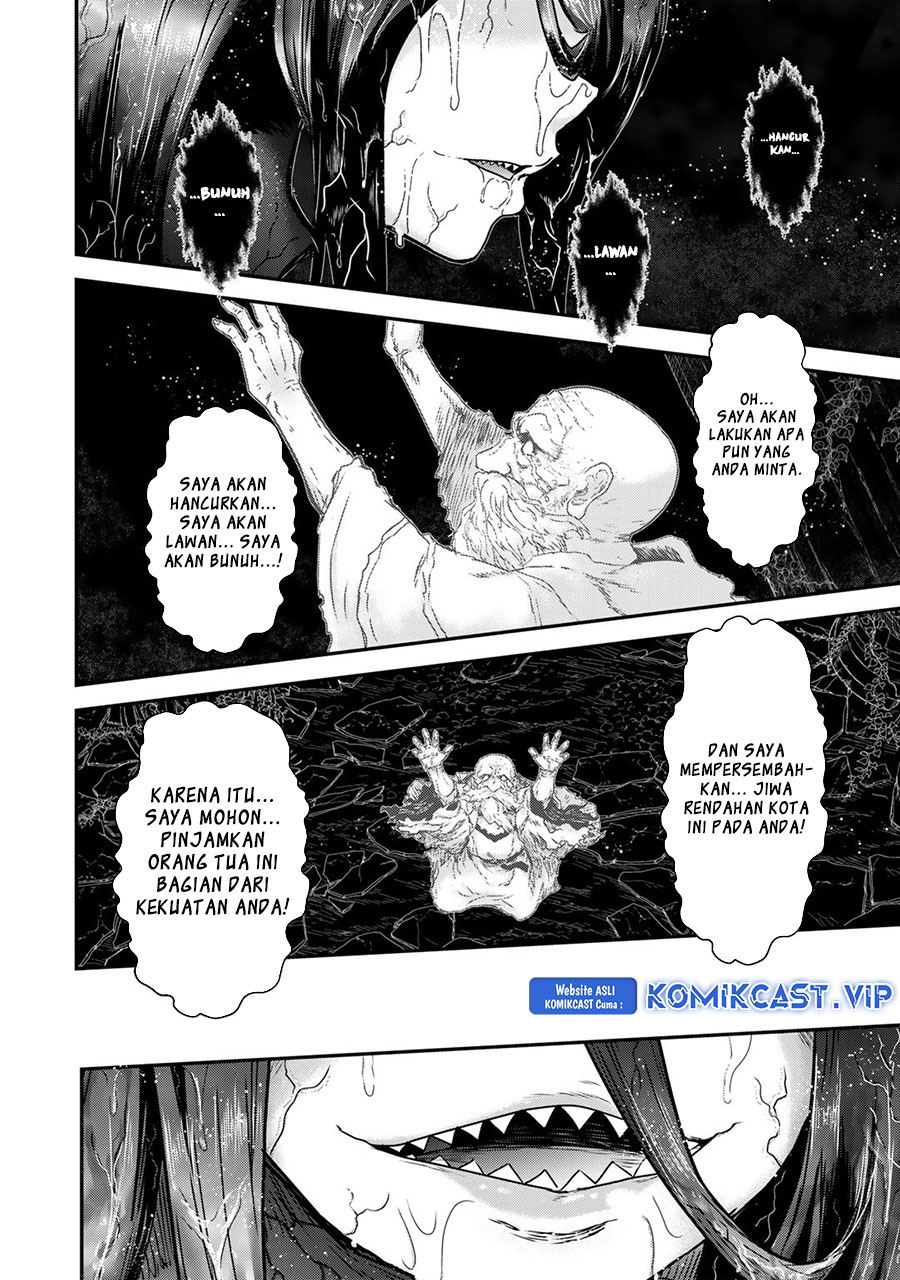 ...HANCUR
KAN...
...LAWAN
...
...BUNUH
...
OH...
SAYA AKAN
LAKUKAN APA
PUN YANG
ANDA MINTA.
SAYA AKAN
HANCURKAN...
SAYA AKAN
LAWAN... SAYA
AKAN BUNUH...!
DAN SAYA
MEMPERSEMBAH-
KAN... JIWA
RENDAHAN KOTA
INI PADA ANDA!
KARENA ITU...
SAYA MOHON...
PINJAMKAN
ORANG TUA INI
BAGIAN DARI
KEKUATAN ANDA!
Website ASLI
KOMIKCAST Cuma :
KOMIKCAST.VIP